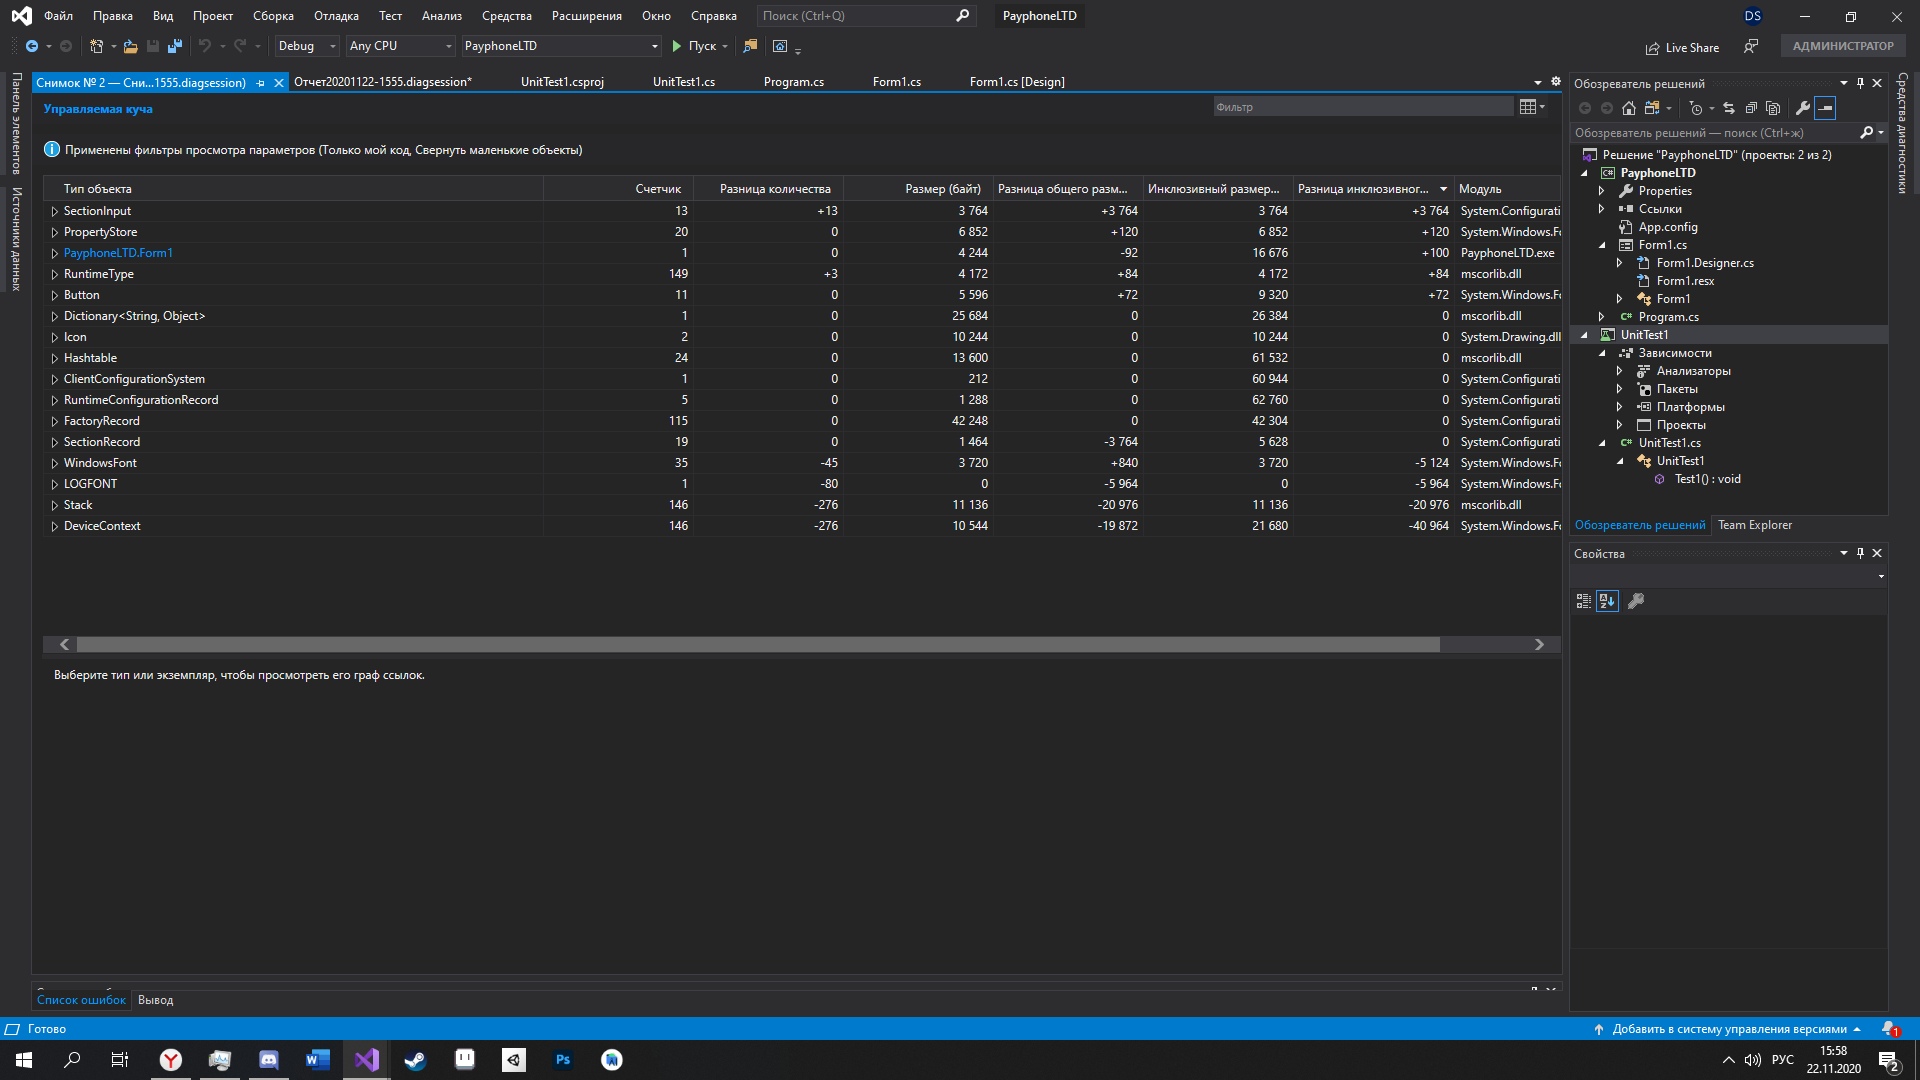 Файл Правка Вид Проект Сборка Отладка Тест Анализ Средства Расширения Окно Справка Поиск (Ctrl+Q) PayphoneLTD DS
Debug Any CPU PayphoneLTD Пуск Live Share АДМИНИСТРАТОР
Панель элементов
Источники данных
Снимок № 2 — Сни...1555.diagsession) Отчет20201122-1555.diagsession* UnitTest1.csproj UnitTest1.cs Program.cs Form1.cs Form1.cs [Design]
Управляемая куча Фильтр
Применены фильтры просмотра параметров (Только мой код, Свернуть маленькие объекты)
Тип объекта Счетчик Разница количества Размер (байт) Разница общего разм... Инклюзивный размер... Разница инклюзивног... Модуль
SectionInput 13 +13 3 764 +3 764 3 764 +3 764 System.Configurati
PropertyStore 20 0 6 852 +120 6 852 +120 System.Windows.Fo
PayphoneLTD.Form1 1 0 4 244 -92 16 676 +100 PayphoneLTD.exe
RuntimeType 149 +3 4 172 +84 4 172 +84 mscorlib.dll
Button 11 0 5 596 +72 9 320 +72 System.Windows.Fo
Dictionary<String, Object> 1 0 25 684 0 26 384 0 mscorlib.dll
Icon 2 0 10 244 0 10 244 0 System.Drawing.dll
Hashtable 24 0 13 600 0 61 532 0 mscorlib.dll
ClientConfigurationSystem 1 0 212 0 60 944 0 System.Configurati
RuntimeConfigurationRecord 5 0 1 288 0 62 760 0 System.Configurati
FactoryRecord 115 0 42 248 0 42 304 0 System.Configurati
SectionRecord 19 0 1 464 -3 764 5 628 0 System.Configurati
WindowsFont 35 -45 3 720 +840 3 720 -5 124 System.Windows.Fo
LOGFONT 1 -80 0 -5 964 0 -5 964 System.Windows.Fo
Stack 146 -276 11 136 -20 976 11 136 -20 976 mscorlib.dll
DeviceContext 146 -276 10 544 -19 872 21 680 -40 964 System.Windows.Fo
Выберите тип или экземпляр, чтобы просмотреть его граф ссылок.
Обозреватель решений
Обозреватель решений — поиск (Ctrl+ж)
Решение "PayphoneLTD" (проекты: 2 из 2)
PayphoneLTD
Properties
Ссылки
App.config
Form1.cs
Form1.Designer.cs
Form1.resx
Form1
Program.cs
UnitTest1
Зависимости
Анализаторы
Пакеты
Платформы
Проекты
UnitTest1.cs
UnitTest1
Test1() : void
Обозреватель решений Team Explorer
Свойства
Средства диагностики
Список ошибок Вывод
Готово Добавить в систему управления версиями 1
РУС 15:58
22.11.2020 2